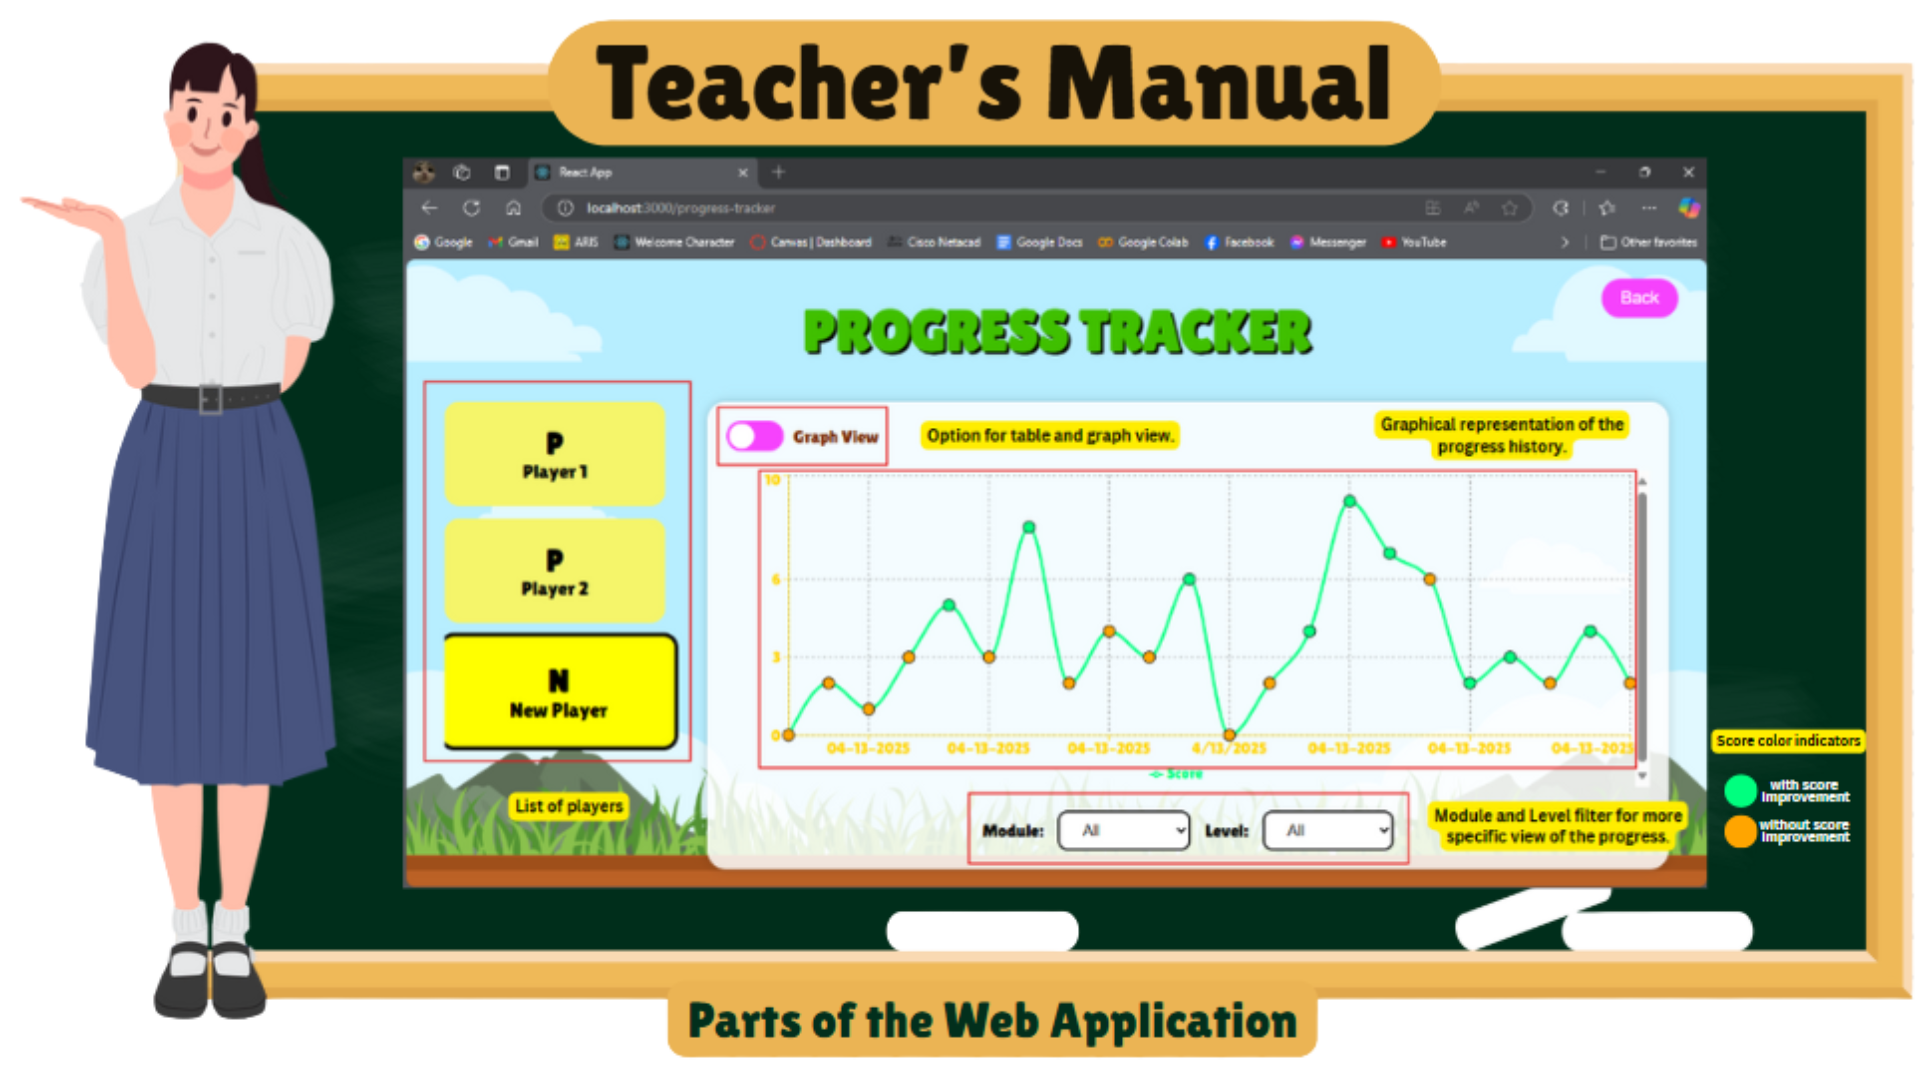 Teacher's Manual
React App
localhost:3000/progress-tracker
Google
Gmail
ARIS
Welcome Character
Canvas | Dashboard
Cisco Netacad
Google Docs
Google Colab
Facebook
Messenger
YouTube
Other favorites
Back
PROGRESS TRACKER
P
Player 1
P
Player 2
N
New Player
List of players
Graph View
Option for table and graph view.
Graphical representation of the
progress history.
10
6
3
0
04-13-2025
04-13-2025
04-13-2025
4/13/2025
04-13-2025
04-13-2025
04-13-2025
Score
Module:
All
Level:
All
Module and Level filter for more
specific view of the progress.
Score color indicators
with score
Improvement
without score
Improvement
Parts of the Web Application